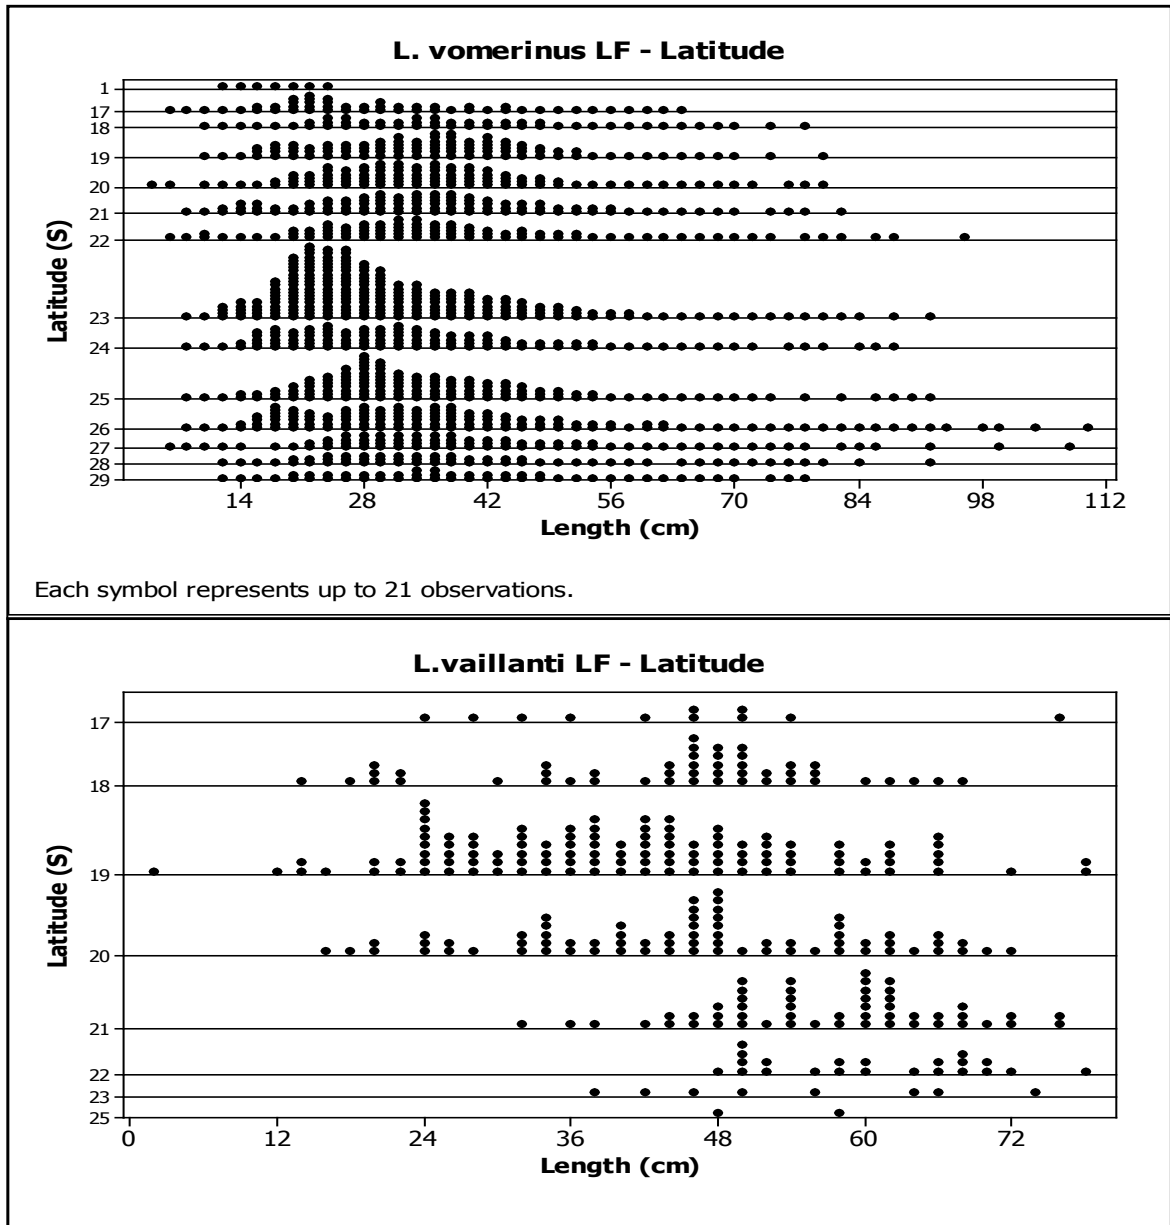 L. vomerinus LF - Latitude
Latitude (S)
1
17
18
19
20
21
22
23
24
25
26
27
28
29
14 28 42 56 70 84 98 112
Length (cm)
Each symbol represents up to 21 observations.
L.vaillanti LF - Latitude
Latitude (S)
17
18
19
20
21
22
23
25
0 12 24 36 48 60 72
Length (cm)